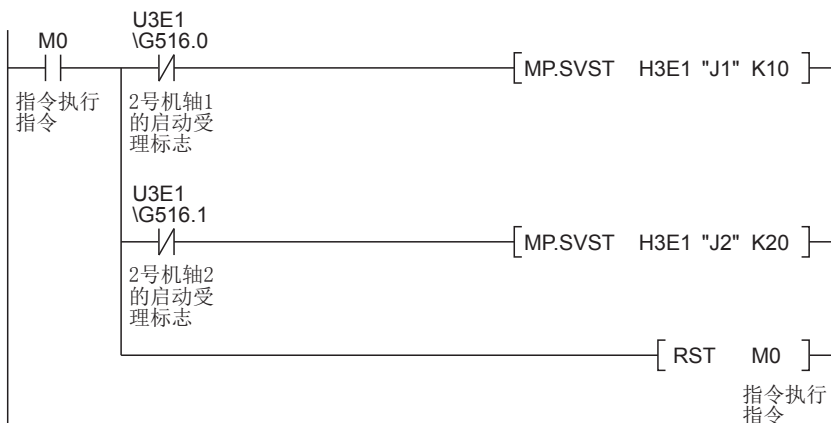 U3E1
M0 \G516.0
MP.SVST H3E1 "J1" K10
指令执行
指令
2号机轴1
的启动受
理标志
U3E1
\G516.1
MP.SVST H3E1 "J2" K20
2号机轴2
的启动受
理标志
RST M0
指令执行
指令